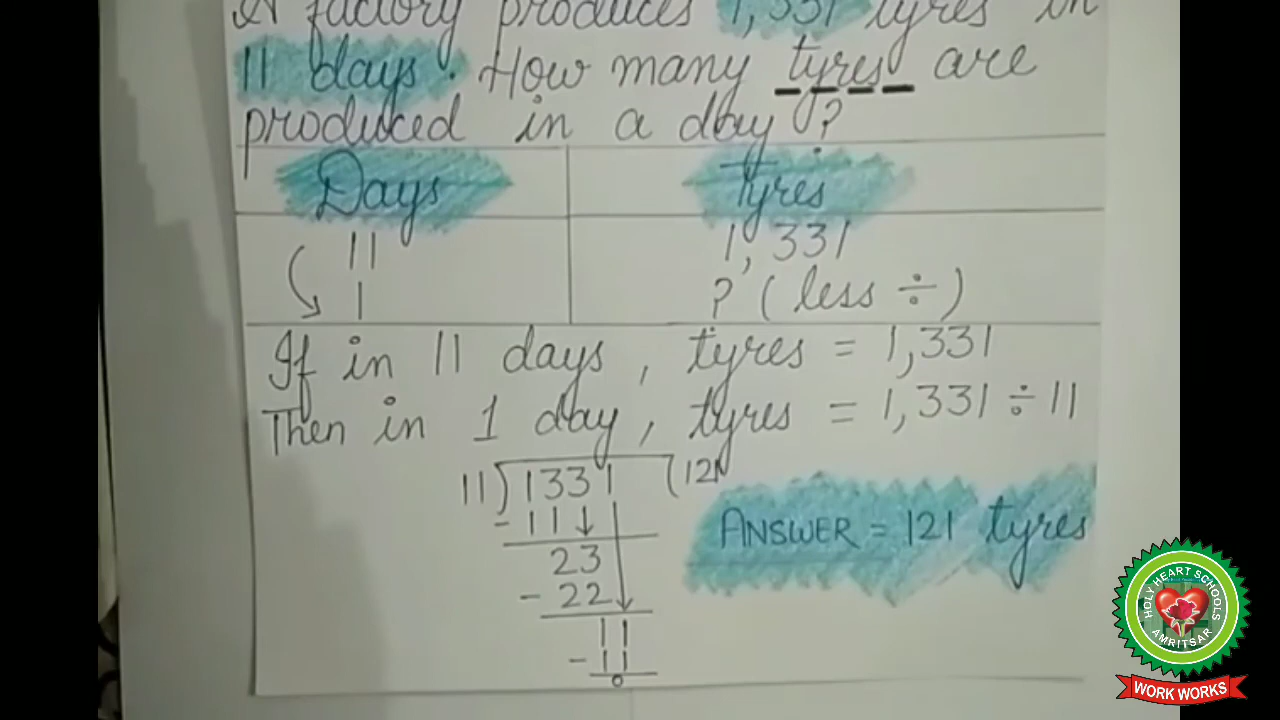 A factory produces 1,331 tyres in
11 days. How many tyres are
produced in a day?
Days Tyres
11 1,331
1 ? (less ÷)
If in 11 days, tyres = 1,331
Then in 1 day, tyres = 1,331 ÷ 11
11) 1331 (121
- 11
23
- 22
11
- 11
0
ANSWER = 121 tyres
HOLY HEART SCHOOLS
AMRITSAR
WORK WORKS